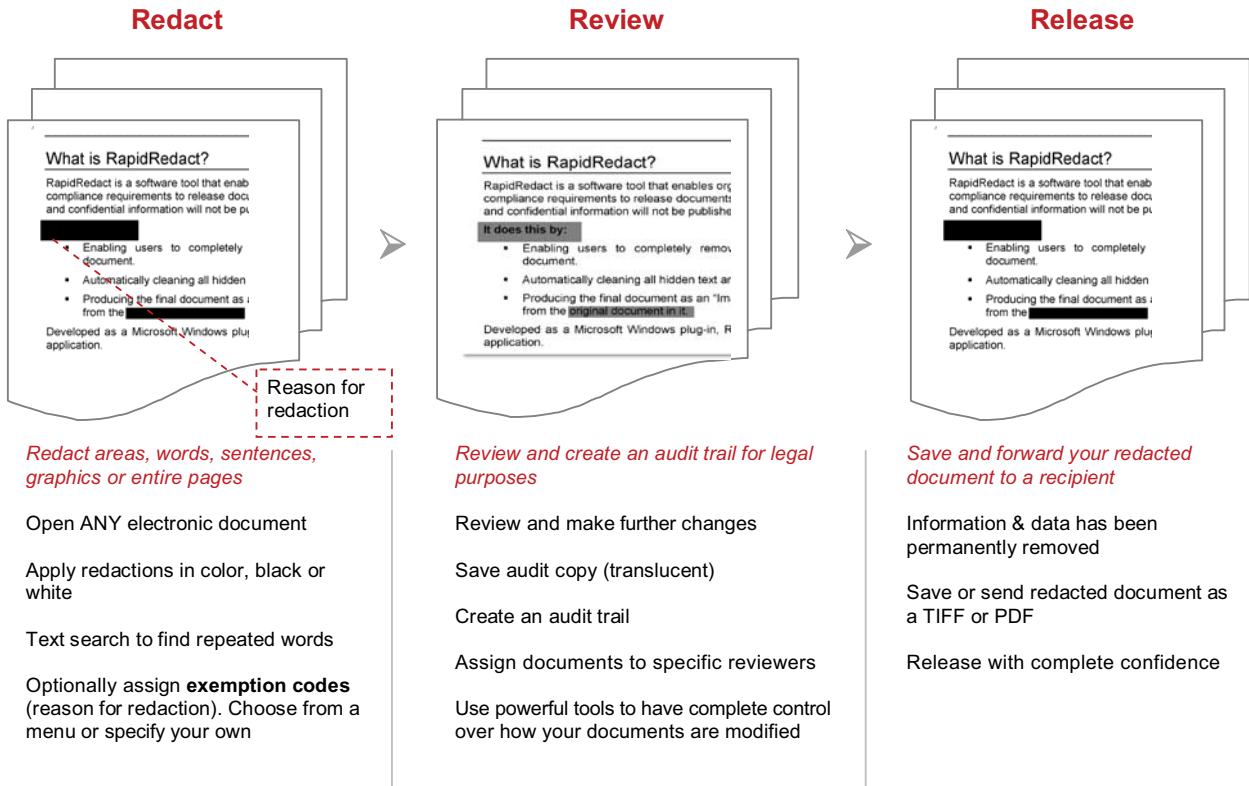 Redact
What is RapidRedact?
RapidRedact is a software tool that enab
compliance requirements to release docu
and confidential information will not be pu
▪ Enabling users to completely
document.
▪ Automatically cleaning all hidden
▪ Producing the final document as a
from the
Developed as a Microsoft Windows plug
application.
Reason for
redaction
Redact areas, words, sentences,
graphics or entire pages
Open ANY electronic document
Apply redactions in color, black or
white
Text search to find repeated words
Optionally assign exemption codes
(reason for redaction). Choose from a
menu or specify your own
Review
What is RapidRedact?
RapidRedact is a software tool that enables org
compliance requirements to release documents
and confidential information will not be publishe
It does this by:
▪ Enabling users to completely remov
document.
▪ Automatically cleaning all hidden text ar
▪ Producing the final document as an "Im
from the original document in it.
Developed as a Microsoft Windows plug-in, R
application.
Review and create an audit trail for legal
purposes
Review and make further changes
Save audit copy (translucent)
Create an audit trail
Assign documents to specific reviewers
Use powerful tools to have complete control
over how your documents are modified
Release
What is RapidRedact?
RapidRedact is a software tool that enab
compliance requirements to release docu
and confidential information will not be pu
▪ Enabling users to completely
document.
▪ Automatically cleaning all hidden
▪ Producing the final document as a
from the
Developed as a Microsoft Windows plug
application.
Save and forward your redacted
document to a recipient
Information & data has been
permanently removed
Save or send redacted document as
a TIFF or PDF
Release with complete confidence